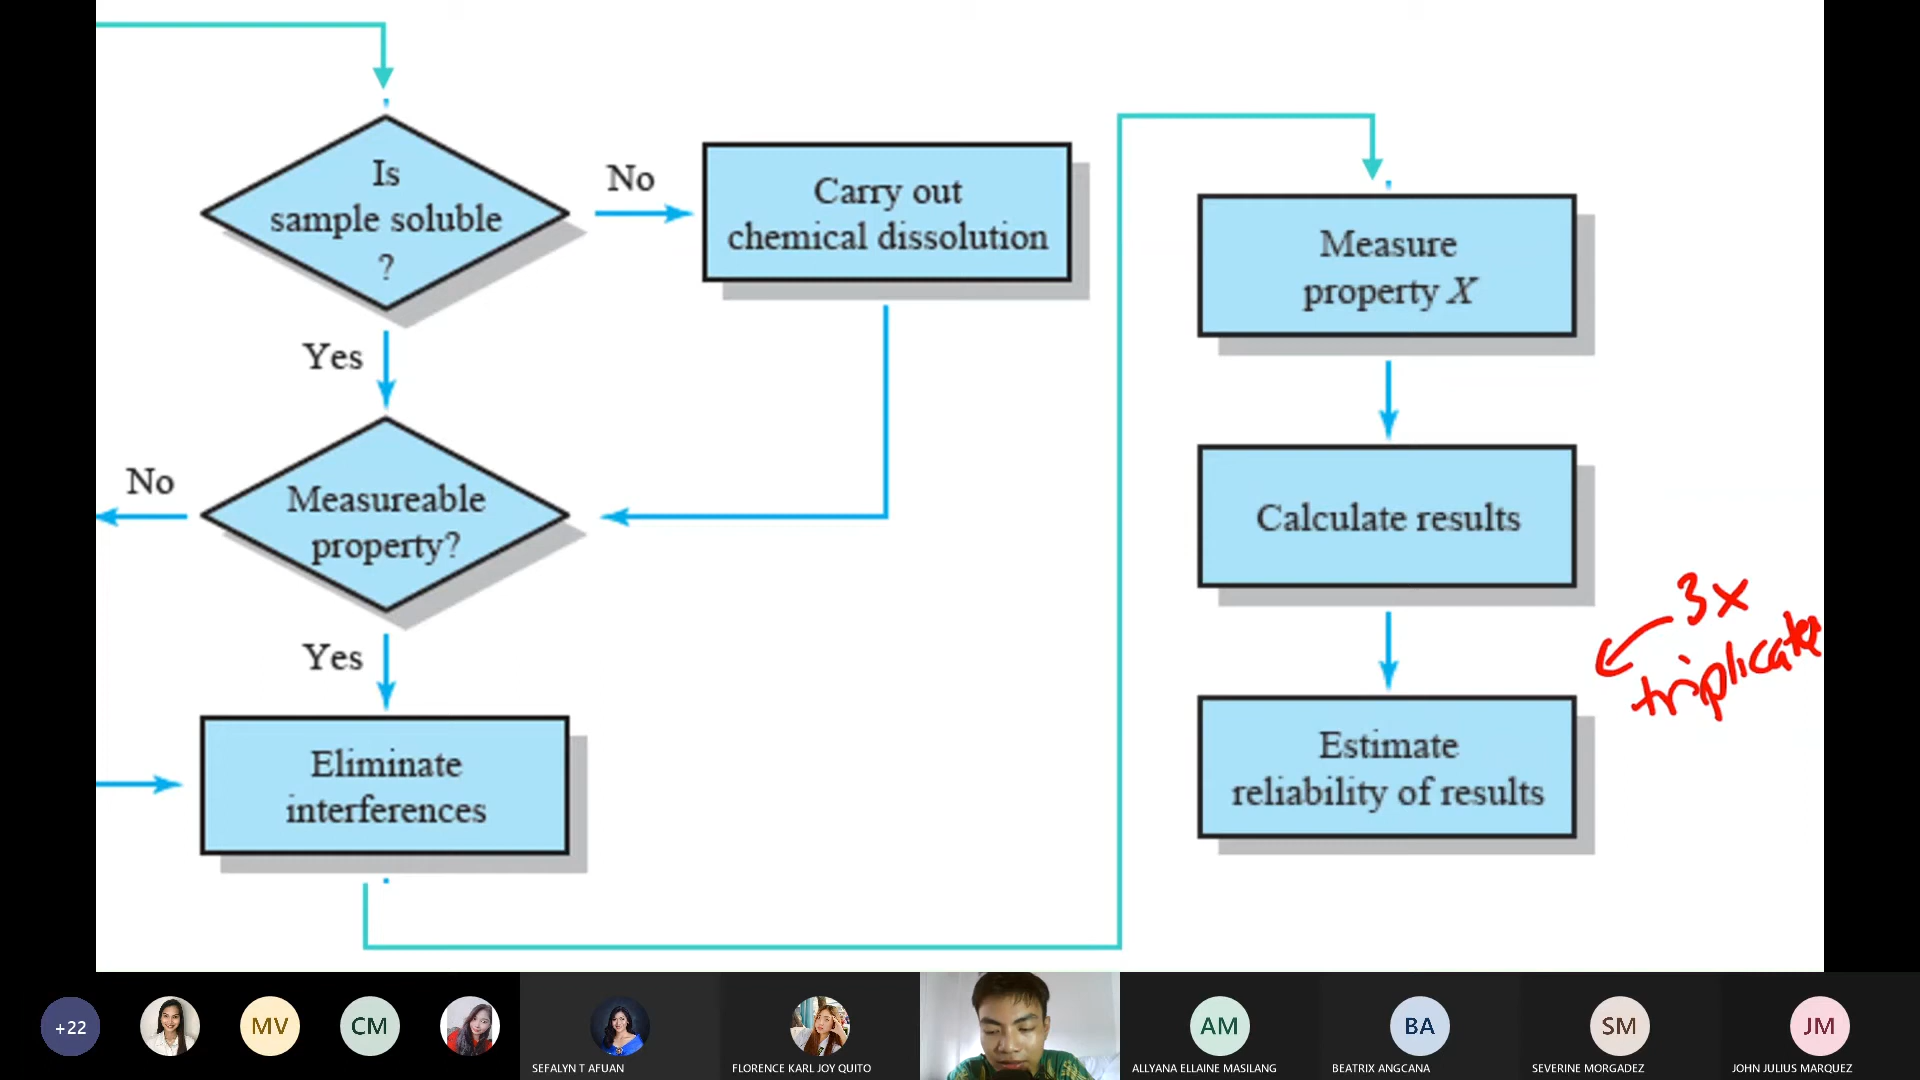 Is
sample soluble
?
No
Carry out
chemical dissolution
Yes
No
Measureable
property?
Yes
Eliminate
interferences
Measure
property X
Calculate results
3x
triplicate
Estimate
reliability of results
+22
MV
CM
SEFALYN T AFUAN
FLORENCE KARL JOY QUITO
AM
ALLYANA ELLAINE MASILANG
BA
BEATRIX ANGCANA
SM
SEVERINE MORGADEZ
JM
JOHN JULIUS MARQUEZ